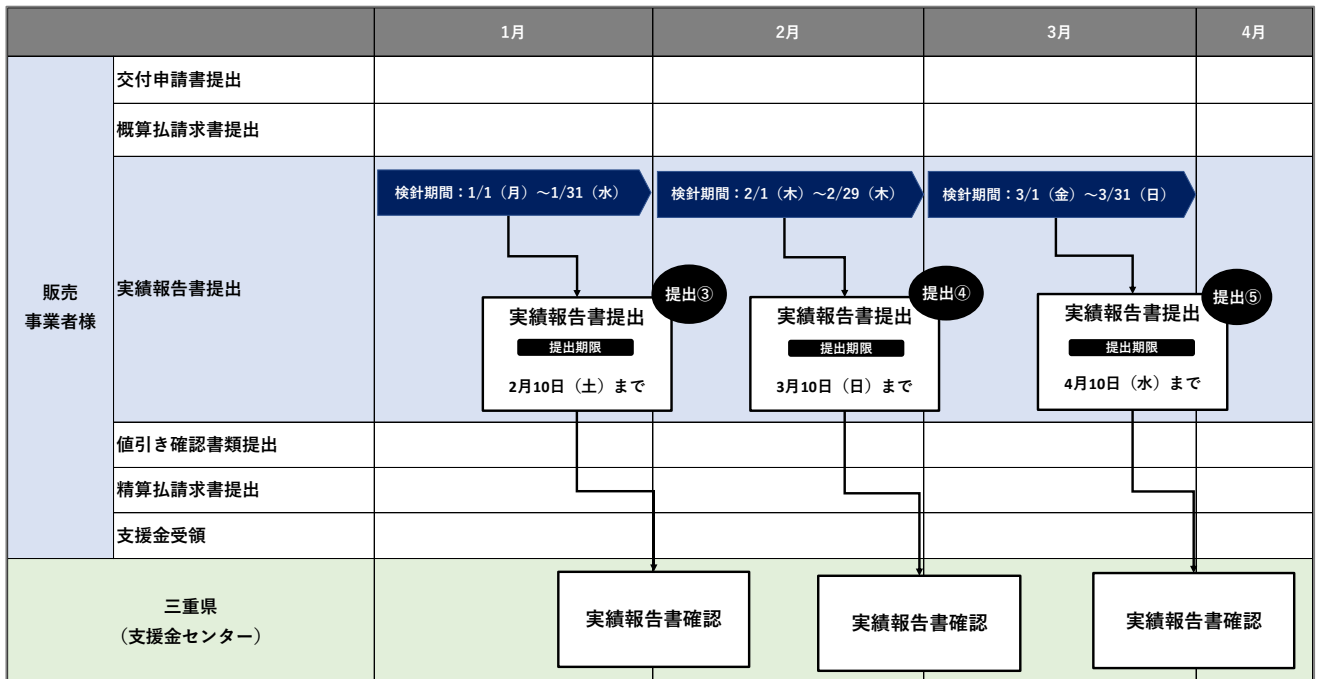 1月
2月
3月
4月
販売
事業者様
交付申請書提出
概算払請求書提出
実績報告書提出
検針期間：1/1（月）～1/31（水）
検針期間：2/1（木）～2/29（木）
検針期間：3/1（金）～3/31（日）
提出③
実績報告書提出
提出期限
2月10日（土）まで
提出④
実績報告書提出
提出期限
3月10日（日）まで
提出⑤
実績報告書提出
提出期限
4月10日（水）まで
値引き確認書類提出
精算払請求書提出
支援金受領
三重県
（支援金センター）
実績報告書確認
実績報告書確認
実績報告書確認